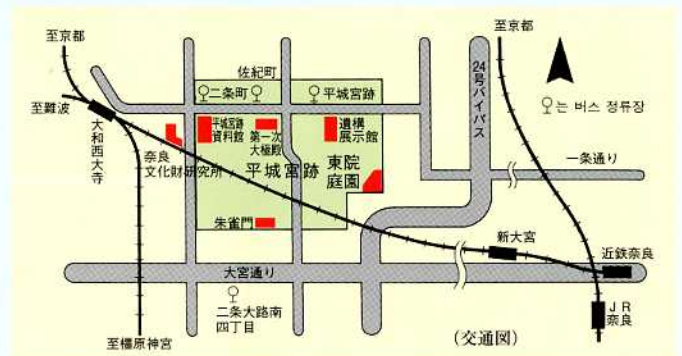 至京都
至京都
佐紀町
二条町
平城宮跡
24号バイパス
는 버스 정류장
至難波
大和西大寺
平城宮跡
資料館
第一次
大極殿
遺構
展示館
一条通り
奈良
文化財研究所
平城宮跡
東院
庭園
朱雀門
新大宮
近鉄奈良
大宮通り
二条大路南
四丁目
JR
奈良
至橿原神宮
(交通図)